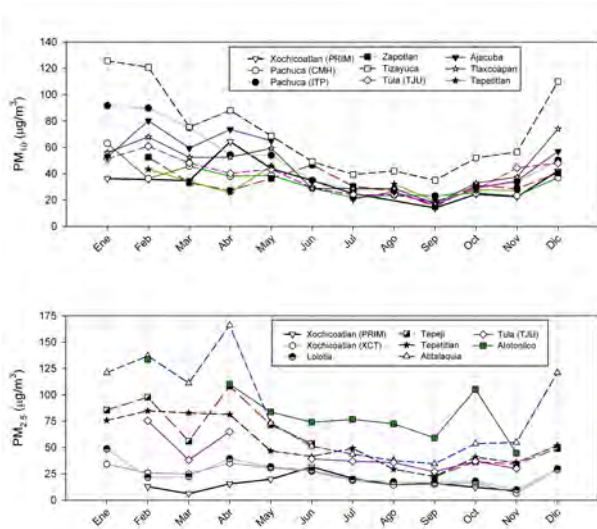 140
120
100
80
60
40
20
0
PM10 (µg/m³)
Xochicoatlan (PRIM) Zapotlan Ajacuba
Pachuca (CMH) Tizayuca Tlaxcoapan
Pachuca (ITP) Tula (TJU) Tepetitlan
Ene Feb Mar Abr May Jun Jul Ago Sep Oct Nov Dic
175
150
125
100
75
50
25
0
PM2.5 (µg/m³)
Xochicoatlan (PRIM) Tepeji Tula (TJU)
Xochicoatlan (XCT) Tepetitlan
Lolotla Atitalaquia
Ene Feb Mar Abr May Jun Jul Ago Sep Oct Nov Dic